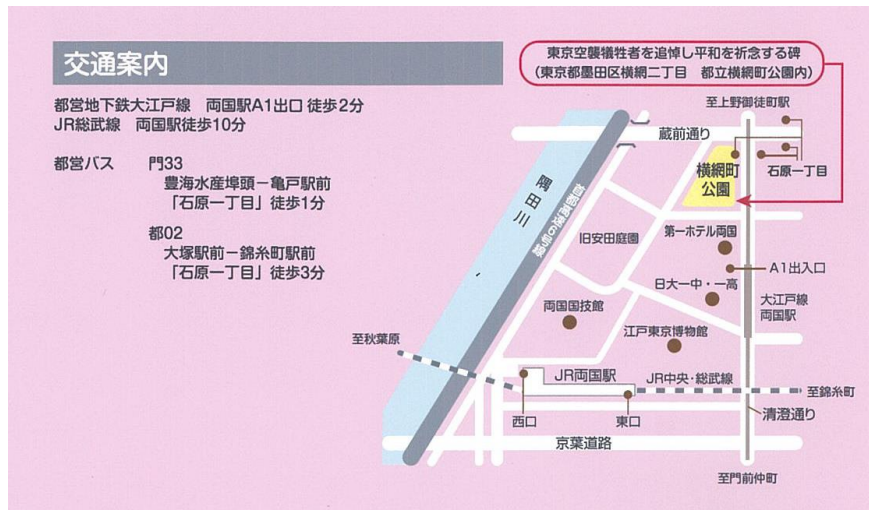 交通案内
都営地下鉄大江戸線　両国駅A1出口 徒歩2分
JR総武線　両国駅徒歩10分
都営バス　門33
豊海水産埠頭－亀戸駅前
「石原一丁目」徒歩1分
都02
大塚駅前－錦糸町駅前
「石原一丁目」徒歩3分
東京空襲犠牲者を追悼し平和を祈念する碑
（東京都墨田区横網二丁目　都立横網町公園内）
至上野御徒町駅
蔵前通り
横網町
公園
石原一丁目
隅田川
首都高速6号線
旧安田庭園
第一ホテル両国
A1出入口
日大一中・一高
大江戸線
両国駅
両国国技館
江戸東京博物館
至秋葉原
JR両国駅
JR中央・総武線
至錦糸町
西口
東口
清澄通り
京葉道路
至門前仲町